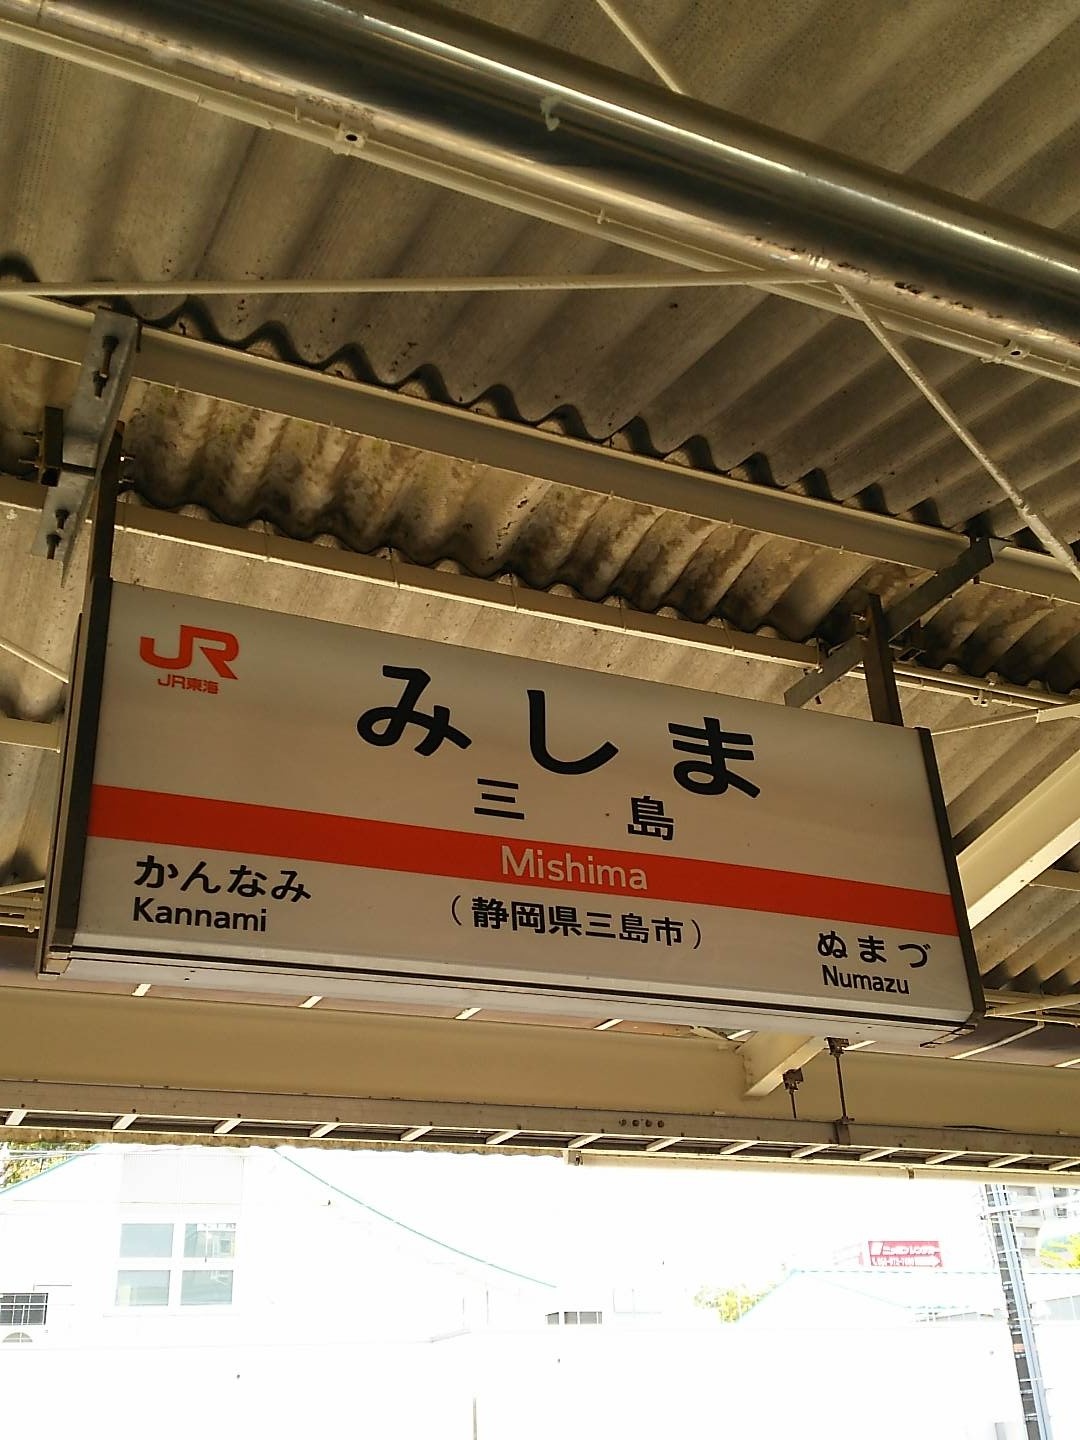 JR
JR東海
みしま
三島
Mishima
かんなみ
Kannami
(静岡県三島市)
ぬまづ
Numazu